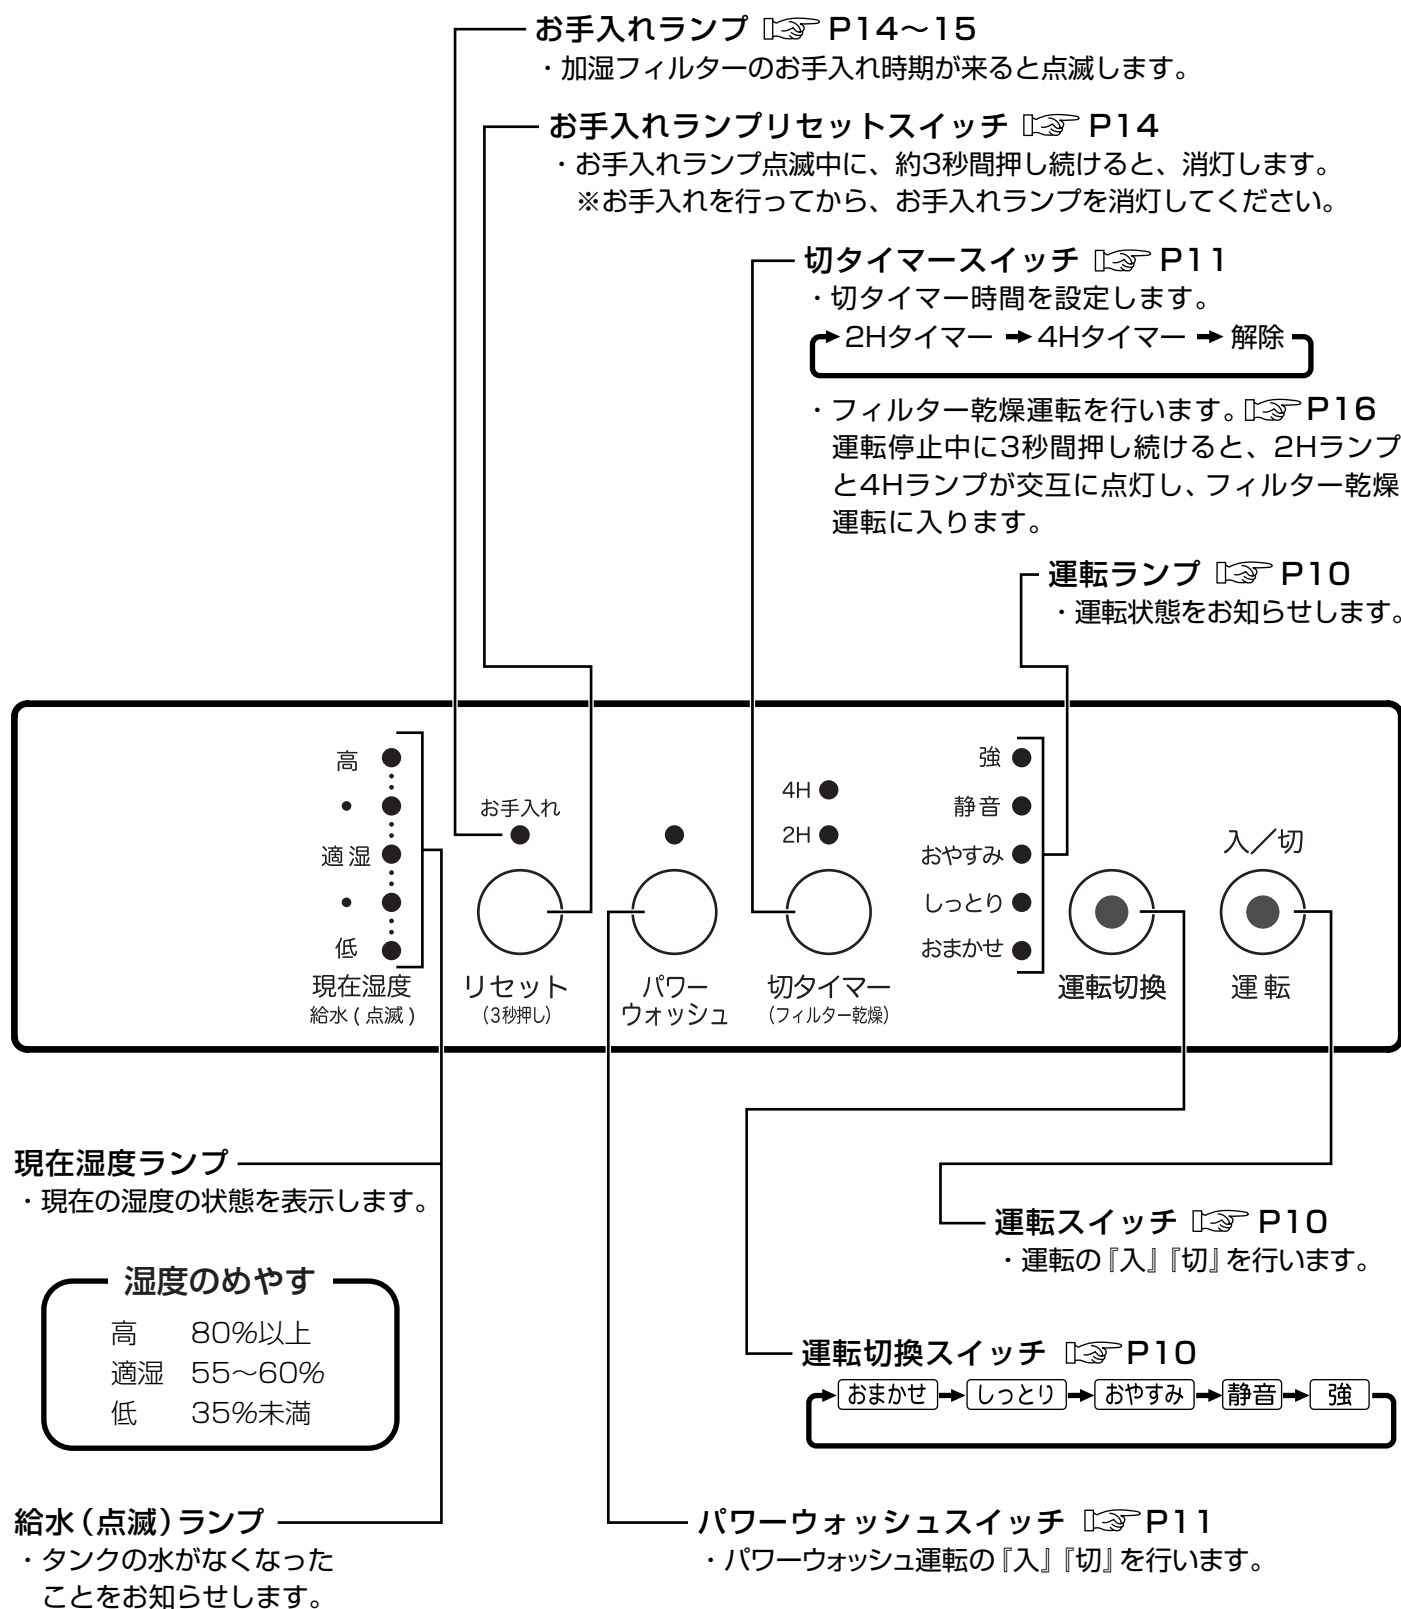 お手入れランプ P14～15
・加湿フィルターのお手入れ時期が来ると点滅します。
お手入れランプリセットスイッチ P14
・お手入れランプ点滅中に、約3秒間押し続けると、消灯します。
※お手入れを行ってから、お手入れランプを消灯してください。
切タイマースイッチ P11
・切タイマー時間を設定します。
2Hタイマー → 4Hタイマー → 解除
・フィルター乾燥運転を行います。 P16
運転停止中に3秒間押し続けると、2Hランプ
と4Hランプが交互に点灯し、フィルター乾燥
運転に入ります。
運転ランプ P10
・運転状態をお知らせします。
高
適湿
低
現在湿度
給水(点滅)
お手入れ
リセット
(3秒押し)
パワー
ウォッシュ
4H
2H
切タイマー
(フィルター乾燥)
強
静音
おやすみ
しっとり
おまかせ
運転切換
入／切
運転
現在湿度ランプ
・現在の湿度の状態を表示します。
湿度のめやす
高 80%以上
適湿 55～60%
低 35%未満
給水(点滅)ランプ
・タンクの水がなくなった
ことをお知らせします。
運転スイッチ P10
・運転の『入』『切』を行います。
運転切換スイッチ P10
おまかせ→しっとり→おやすみ→静音→強
パワーウォッシュスイッチ P11
・パワーウォッシュ運転の『入』『切』を行います。